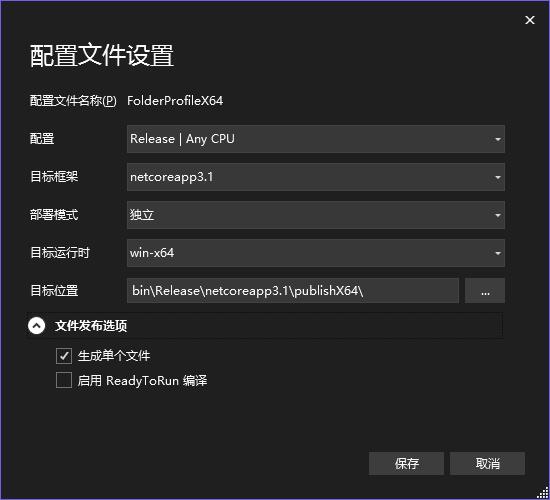 配置文件设置
配置文件名称(P) FolderProfileX64
配置 Release | Any CPU
目标框架 netcoreapp3.1
部署模式 独立
目标运行时 win-x64
目标位置 bin\Release\netcoreapp3.1\publishX64\ ...
文件发布选项
生成单个文件
启用 ReadyToRun 编译
保存 取消